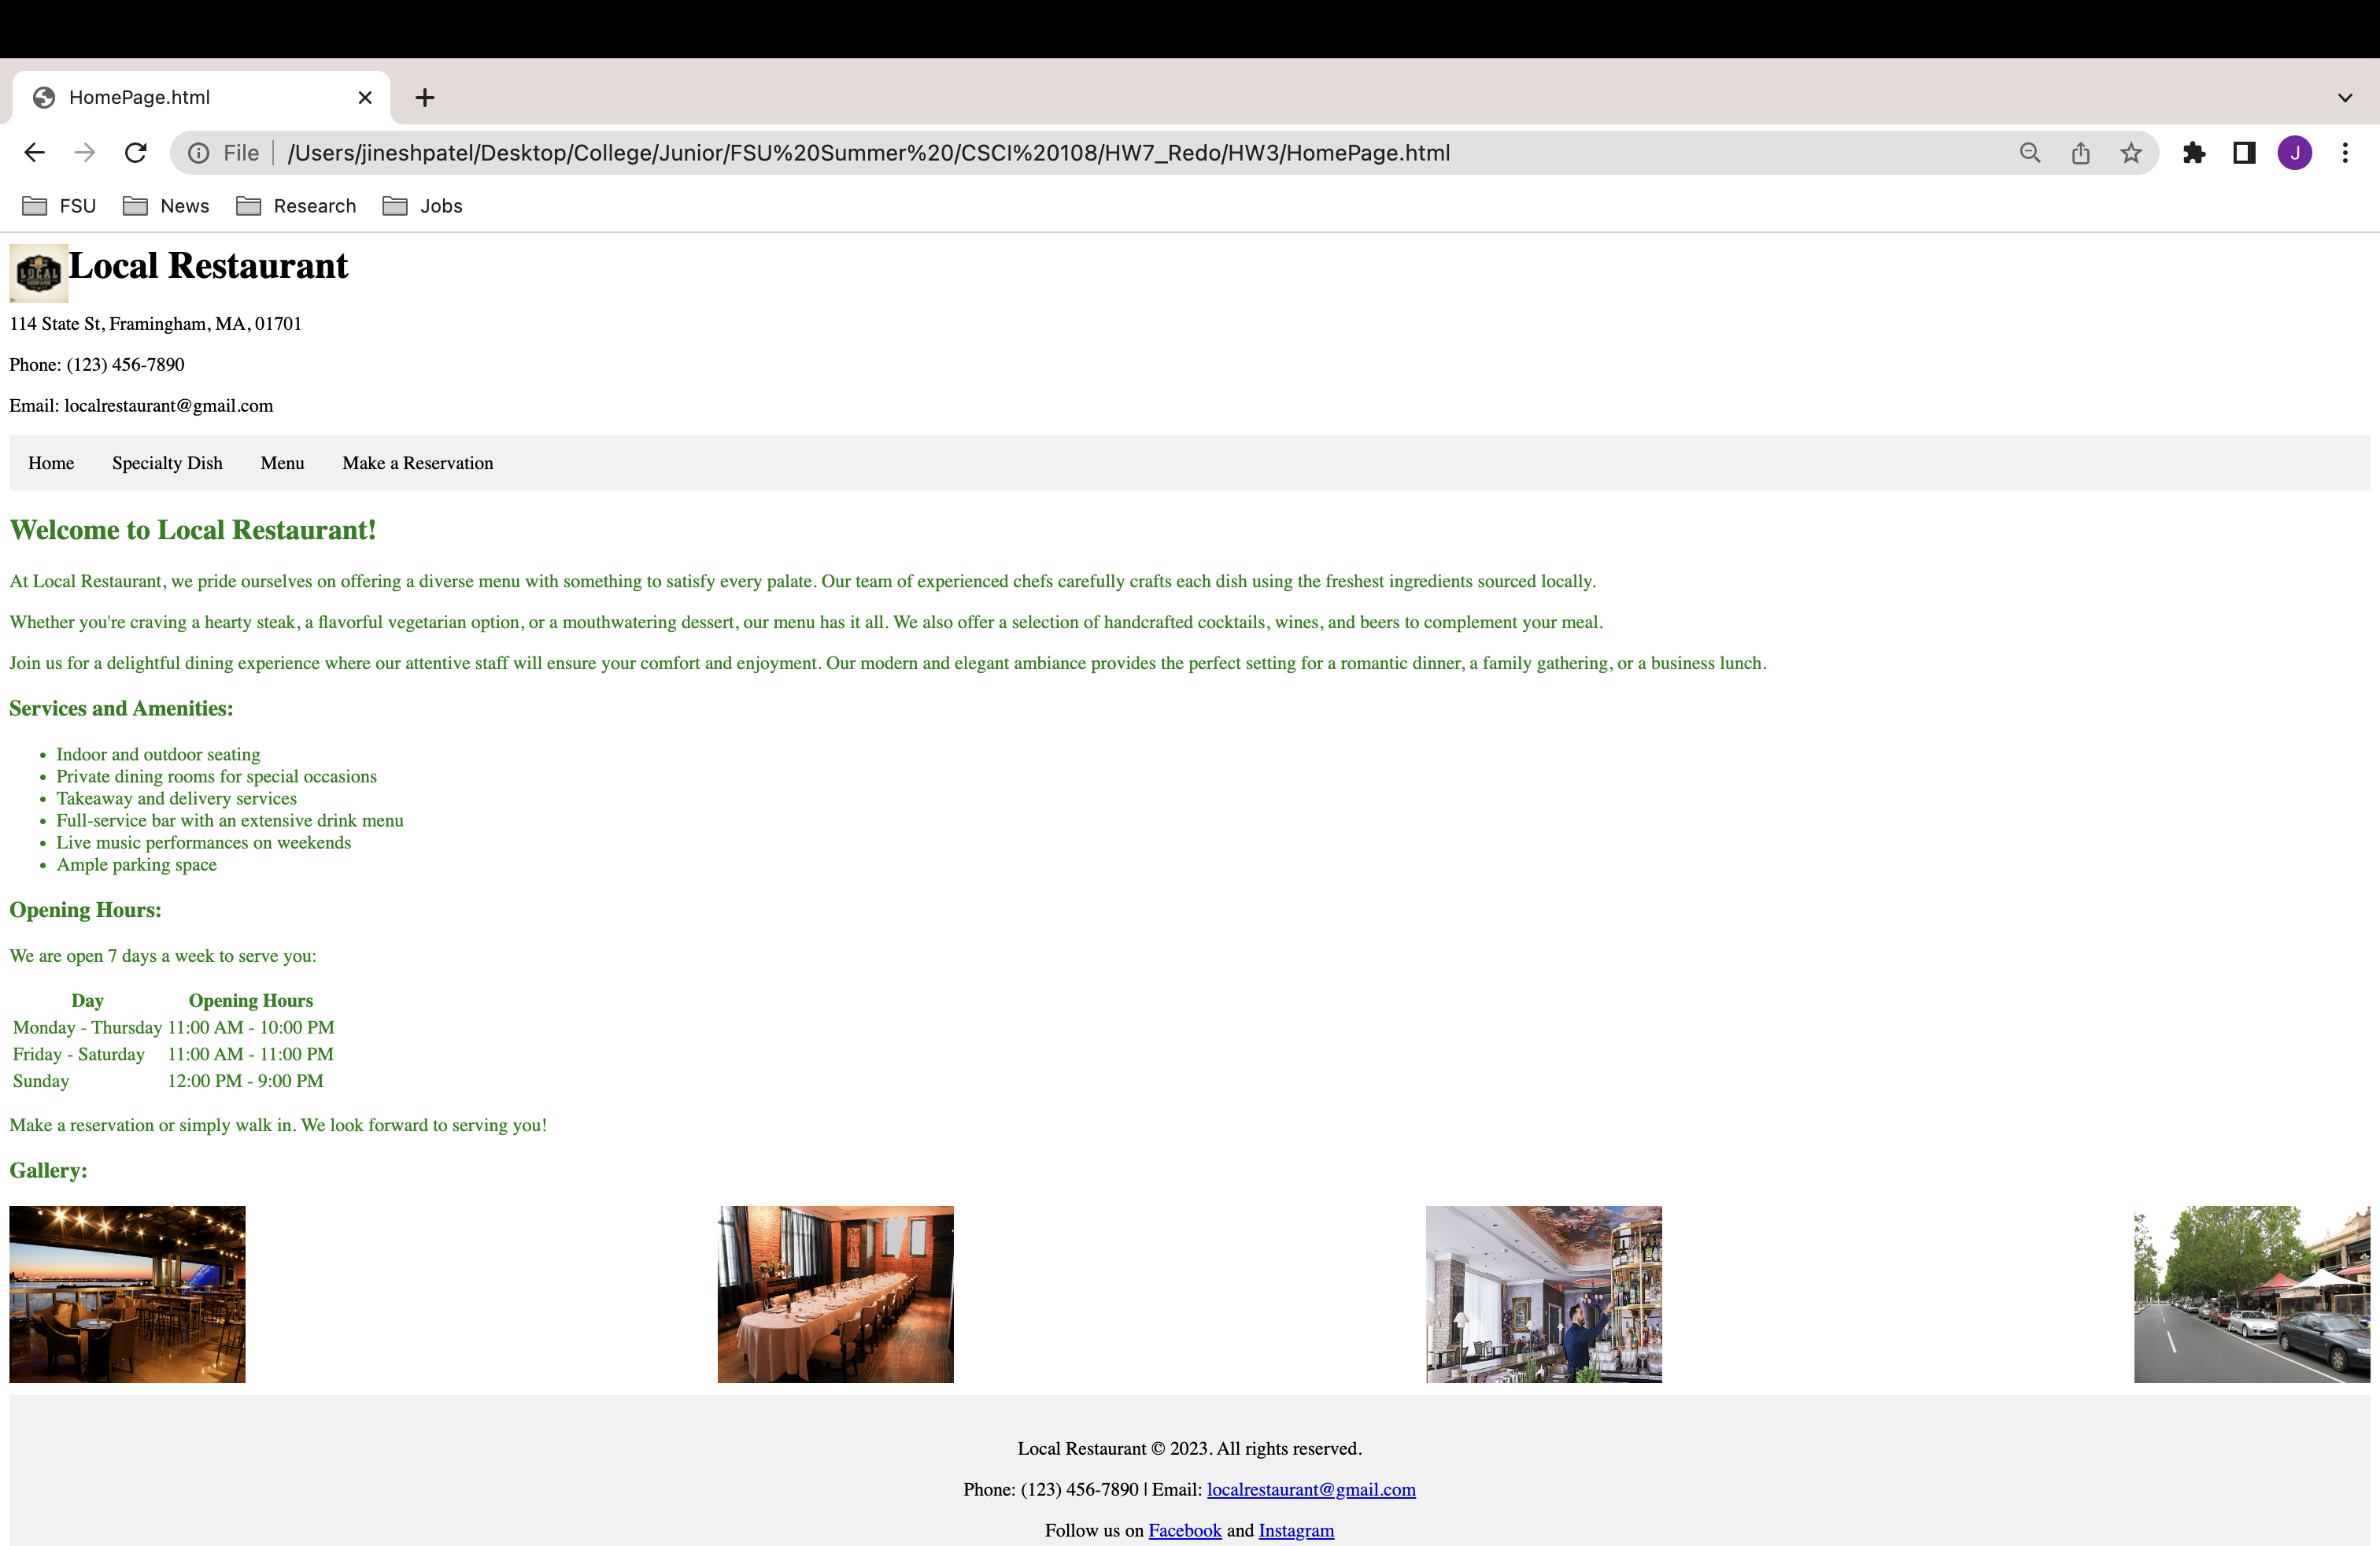 HomePage.html
File /Users/jineshpatel/Desktop/College/Junior/FSU%20Summer%20/CSCI%20108/HW7_Redo/HW3/HomePage.html
J
FSU News Research Jobs
LOCAL
Local Restaurant
114 State St, Framingham, MA, 01701
Phone: (123) 456-7890
Email: localrestaurant@gmail.com
Home Specialty Dish Menu Make a Reservation
Welcome to Local Restaurant!
At Local Restaurant, we pride ourselves on offering a diverse menu with something to satisfy every palate. Our team of experienced chefs carefully crafts each dish using the freshest ingredients sourced locally.
Whether you're craving a hearty steak, a flavorful vegetarian option, or a mouthwatering dessert, our menu has it all. We also offer a selection of handcrafted cocktails, wines, and beers to complement your meal.
Join us for a delightful dining experience where our attentive staff will ensure your comfort and enjoyment. Our modern and elegant ambiance provides the perfect setting for a romantic dinner, a family gathering, or a business lunch.
Services and Amenities:
• Indoor and outdoor seating
• Private dining rooms for special occasions
• Takeaway and delivery services
• Full-service bar with an extensive drink menu
• Live music performances on weekends
• Ample parking space
Opening Hours:
We are open 7 days a week to serve you:
Day Opening Hours
Monday - Thursday 11:00 AM - 10:00 PM
Friday - Saturday 11:00 AM - 11:00 PM
Sunday 12:00 PM - 9:00 PM
Make a reservation or simply walk in. We look forward to serving you!
Gallery:
Local Restaurant © 2023. All rights reserved.
Phone: (123) 456-7890 | Email: localrestaurant@gmail.com
Follow us on Facebook and Instagram